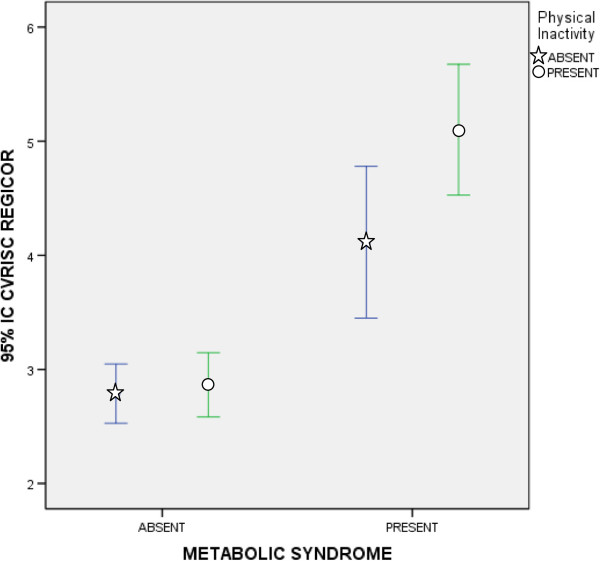 Physical
Inactivity
ABSENT
PRESENT
95% IC CVRISC REGICOR
6
5
4
3
2
ABSENT
PRESENT
METABOLIC SYNDROME